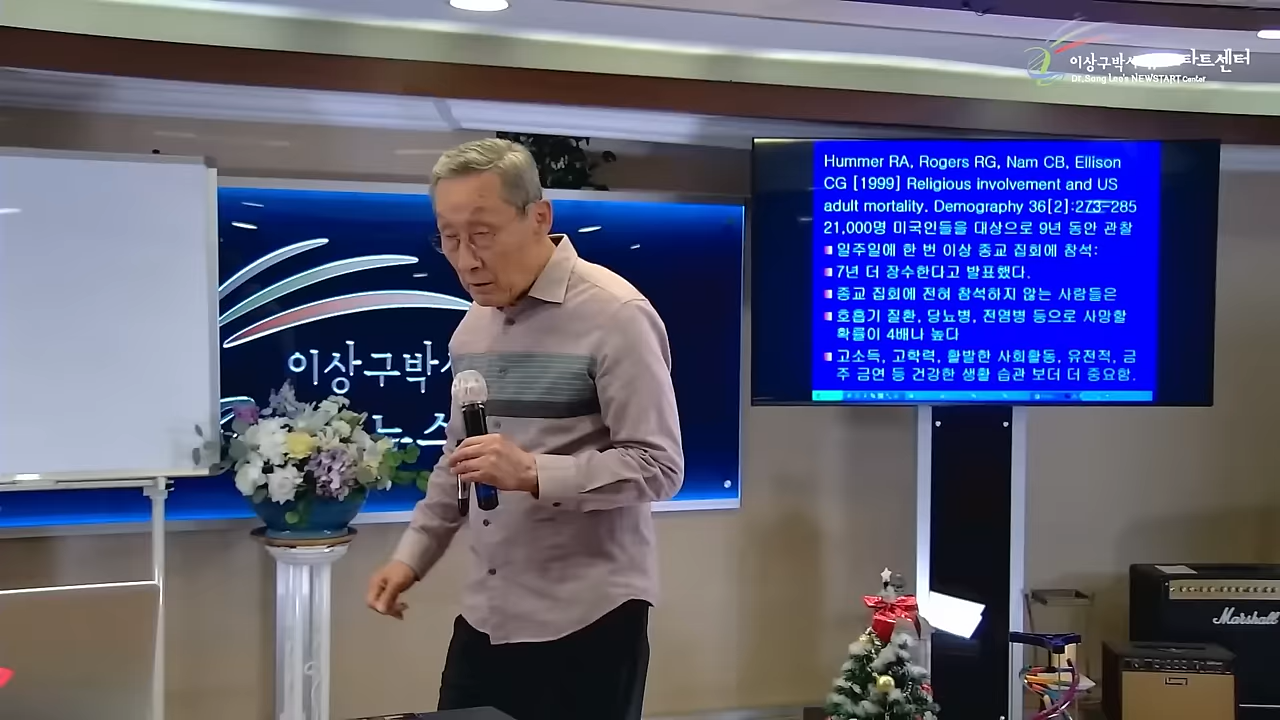 이상구박사 뉴스타트센터
Dr. Sang Lee's NEWSTART Center
Hummer RA, Rogers RG, Nam CB, Ellison
CG [1999] Religious involvement and US
adult mortality. Demography 36[2]:273-285
21,000명 미국인들을 대상으로 9년 동안 관찰
일주일에 한 번 이상 종교 집회에 참석:
7년 더 장수한다고 발표했다.
종교 집회에 전혀 참석하지 않는 사람들은
호흡기 질환, 당뇨병, 전염병 등으로 사망할
확률이 4배나 높다
고소득, 고학력, 활발한 사회활동, 유전적, 금
주 금연 등 건강한 생활 습관 보더 더 중요함.
이상구박사
뉴스
Marshall